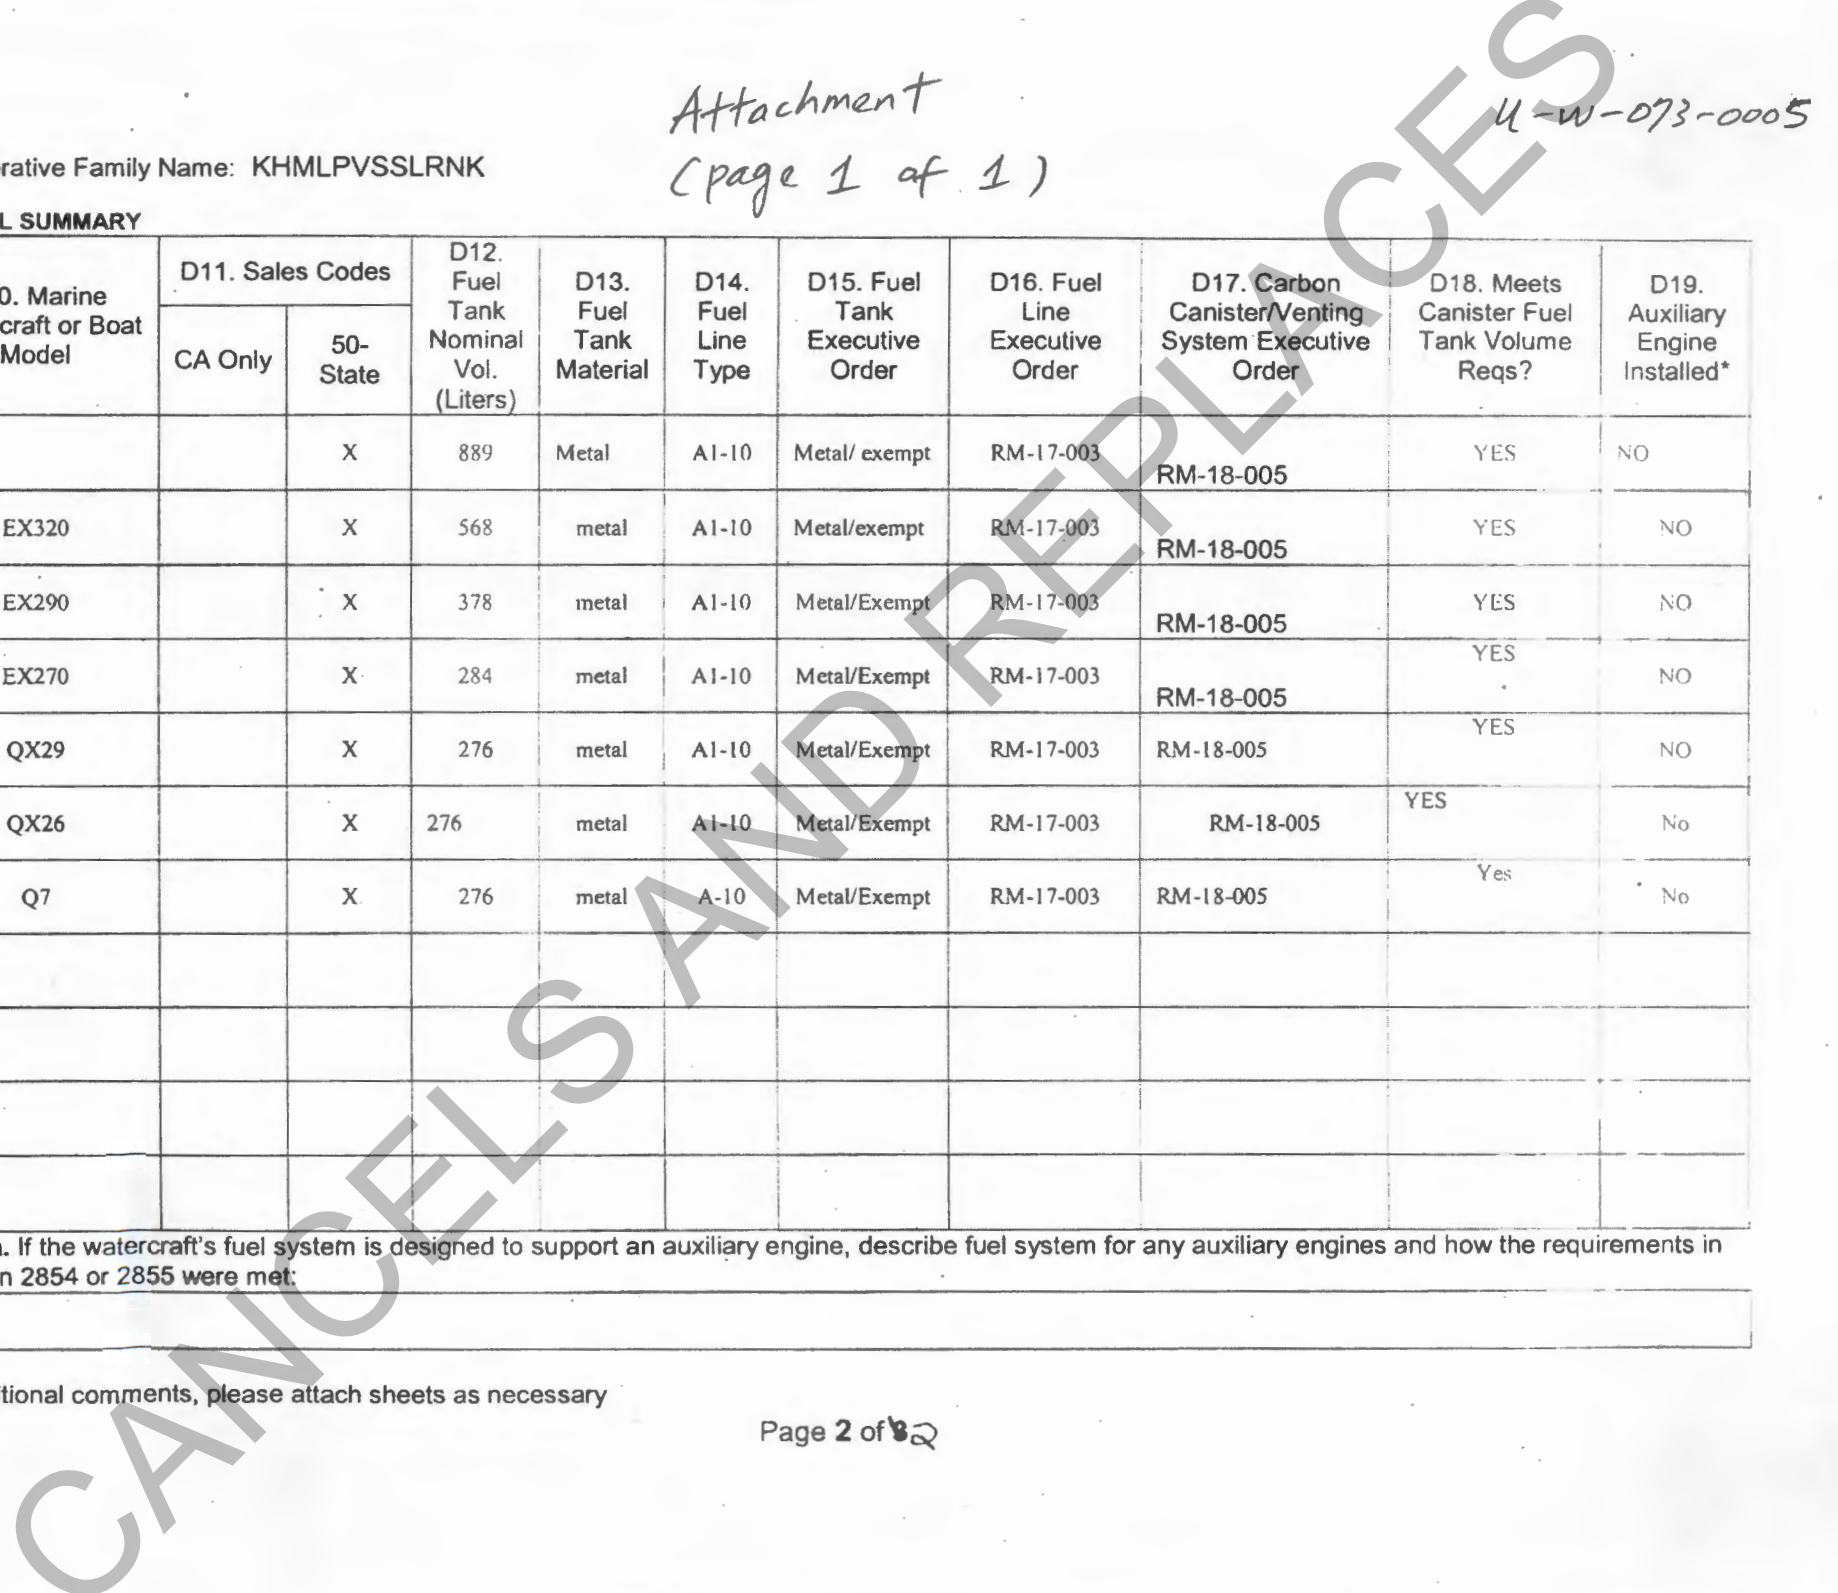 Attachment
U-W-073-0005
rative Family Name: KHMLPVSSLRNK
(page 1 of 1)
L SUMMARY
0. Marine
craft or Boat
Model
D11. Sales Codes
CA Only
50-
State
D12.
Fuel
Tank
Nominal
Vol.
(Liters)
D13.
Fuel
Tank
Material
D14.
Fuel
Line
Type
D15. Fuel
Tank
Executive
Order
D16. Fuel
Line
Executive
Order
D17. Carbon
Canister/Venting
System Executive
Order
D18. Meets
Canister Fuel
Tank Volume
Reqs?
D19.
Auxiliary
Engine
Installed*
X 889 Metal A1-10 Metal/ exempt RM-17-003 RM-18-005 YES NO
EX320 X 568 metal A1-10 Metal/exempt RM-17-003 RM-18-005 YES NO
EX290 X 378 metal A1-10 Metal/Exempt RM-17-003 RM-18-005 YES NO
EX270 X 284 metal A1-10 Metal/Exempt RM-17-003 RM-18-005 YES NO
QX29 X 276 metal A1-10 Metal/Exempt RM-17-003 RM-18-005 YES NO
QX26 X 276 metal A1-10 Metal/Exempt RM-17-003 RM-18-005 YES No
Q7 X 276 metal A-10 Metal/Exempt RM-17-003 RM-18-005 Yes No
. If the watercraft's fuel system is designed to support an auxiliary engine, describe fuel system for any auxiliary engines and how the requirements in
n 2854 or 2855 were met:
tional comments, please attach sheets as necessary
Page 2 of 2
CANCELS AND REPLACES